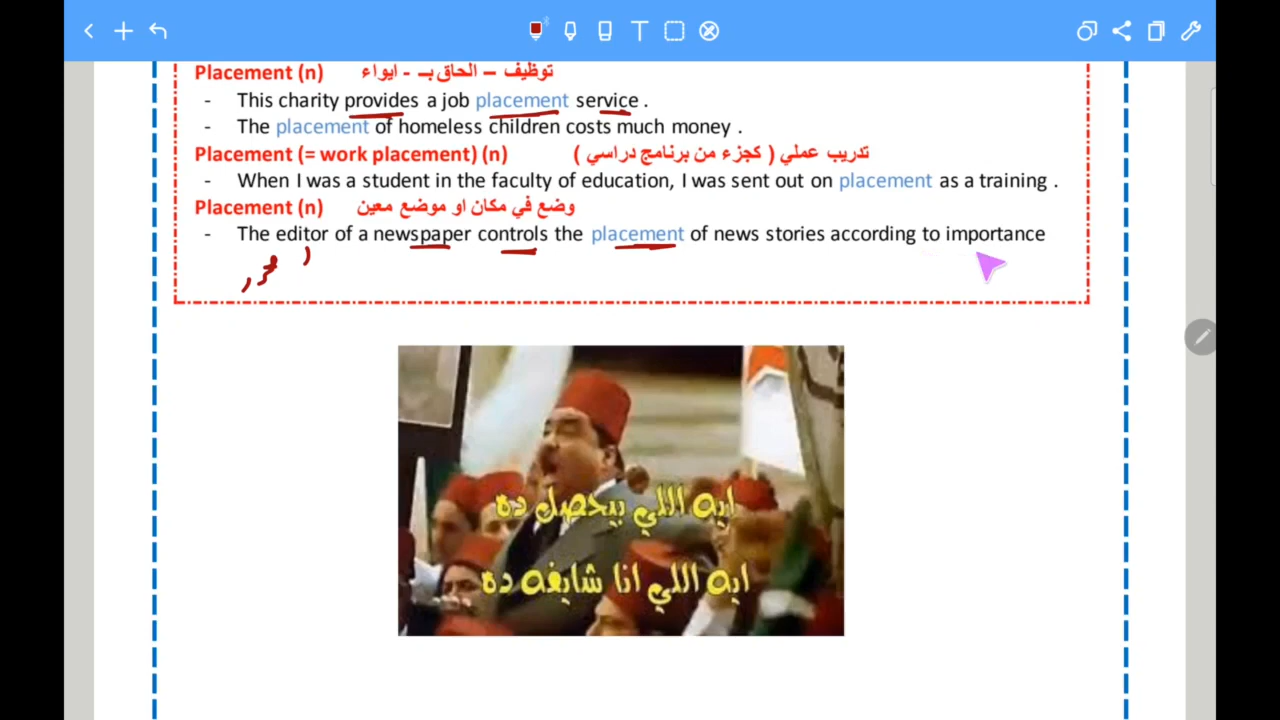 Placement (n) توظيف – الحاق بـ - ايواء
- This charity provides a job placement service .
- The placement of homeless children costs much money .
Placement (= work placement) (n) تدريب عملي ( كجزء من برنامج دراسي )
- When I was a student in the faculty of education, I was sent out on placement as a training .
Placement (n) وضع في مكان او موضع معين
- The editor of a newspaper controls the placement of news stories according to importance
ايه اللي بيحصل ده
ايه اللي انا شايفه ده